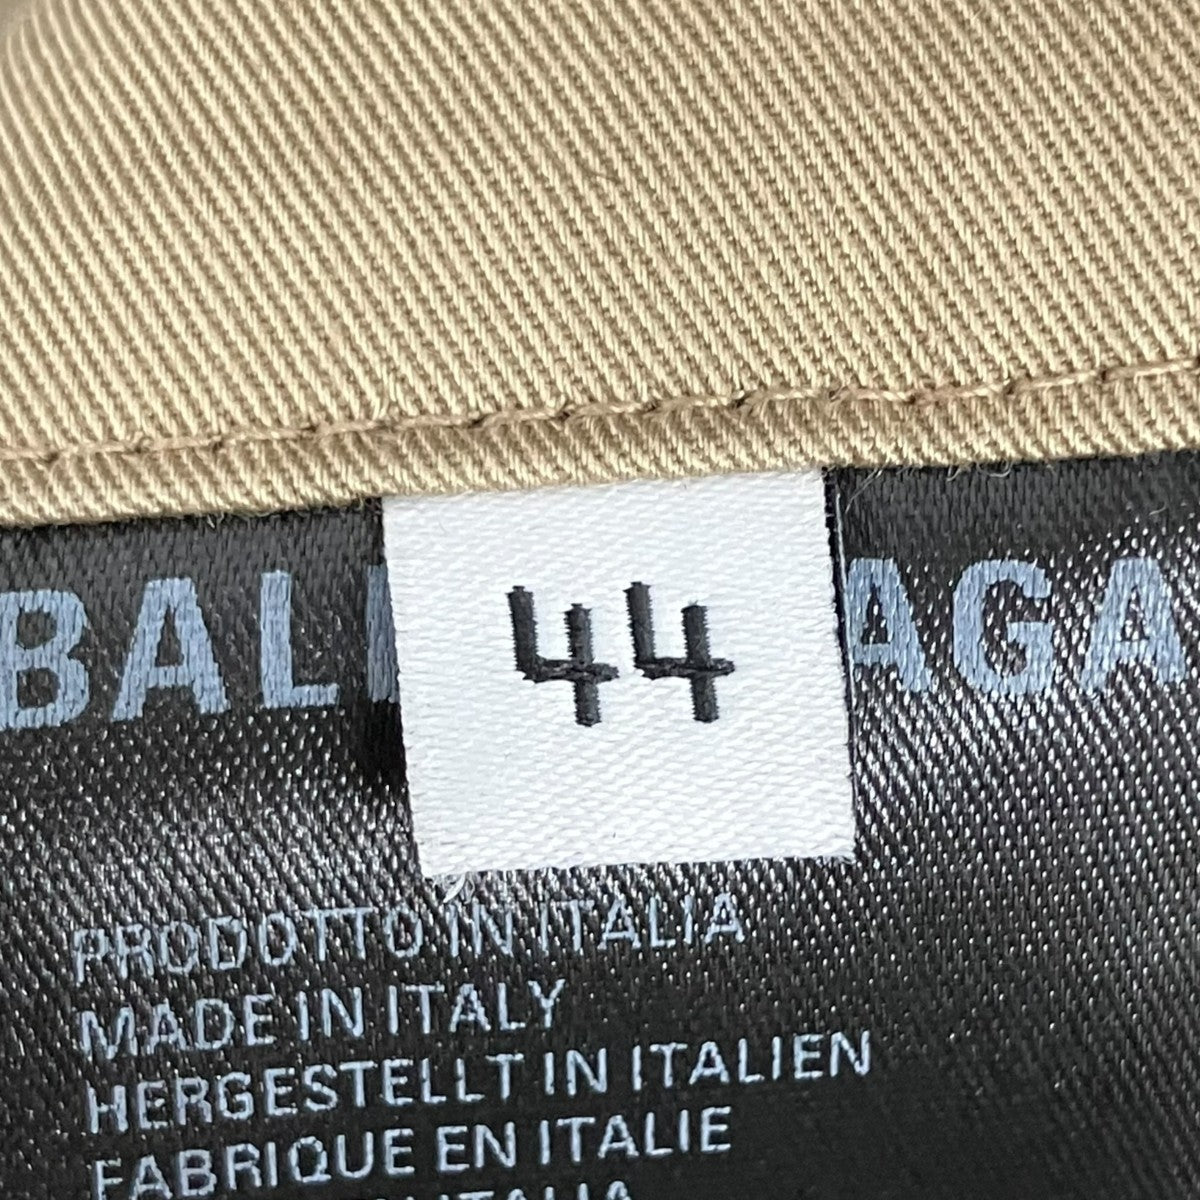 BAL AGA
44
PRODOTTO IN ITALIA
MADE IN ITALY
HERGESTELLT IN ITALIEN
FABRIQUE EN ITALIE